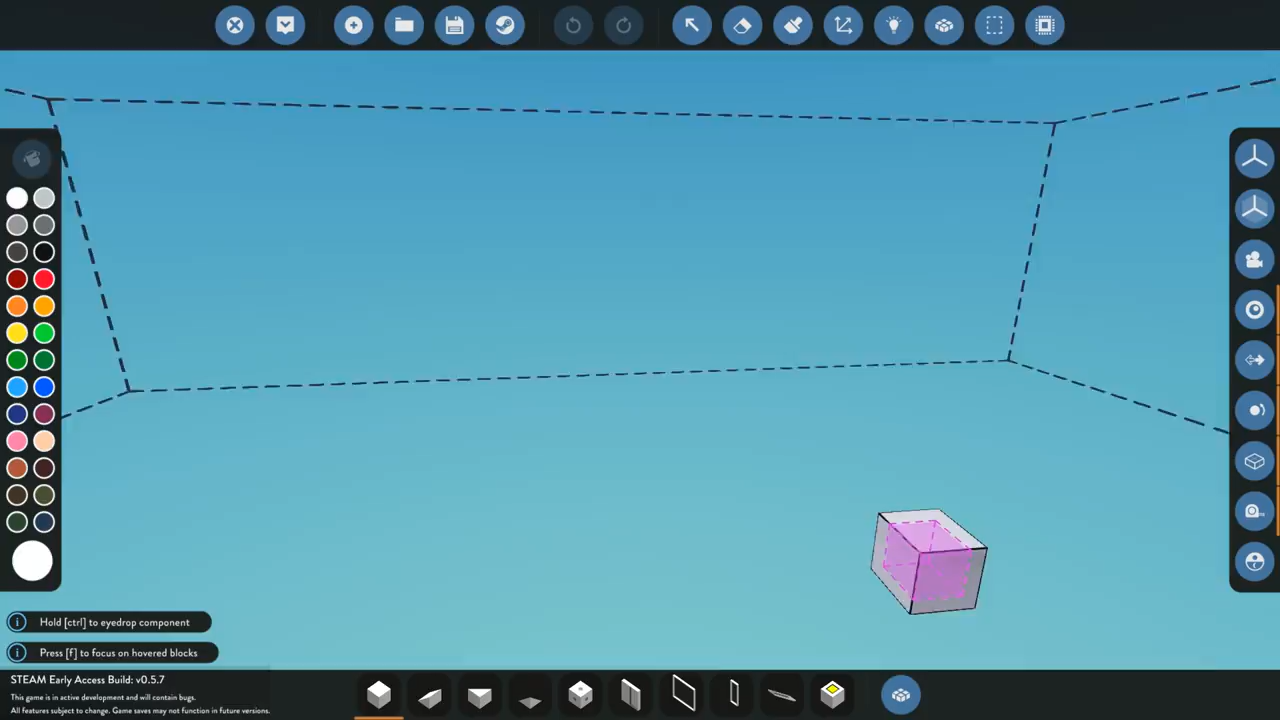 Hold [ctrl] to eyedrop component
Press [f] to focus on hovered blocks
STEAM Early Access Build: v0.5.7
This game is in active development and will contain bugs.
All features subject to change. Game saves may not function in future versions.